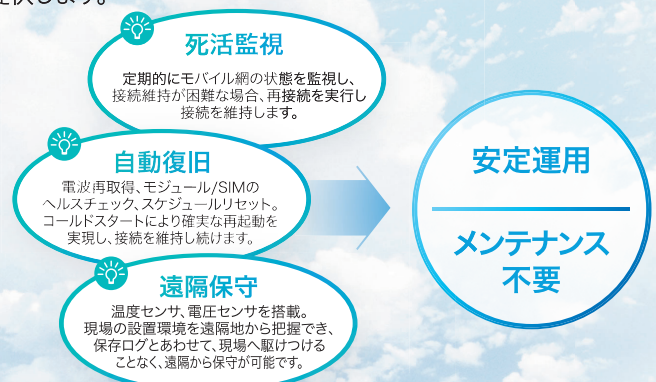 提供します。
死活監視
定期的にモバイル網の状態を監視し、
接続維持が困難な場合、再接続を実行し
接続を維持します。
自動復旧
電波再取得、モジュール/SIMの
ヘルスチェック、スケジュールリセット。
コールドスタートにより確実な再起動を
実現し、接続を維持し続けます。
遠隔保守
温度センサ、電圧センサを搭載。
現場の設置環境を遠隔地から把握でき、
保存ログとあわせて、現場へ駆けつける
ことなく、遠隔から保守が可能です。
安定運用
メンテナンス
不要